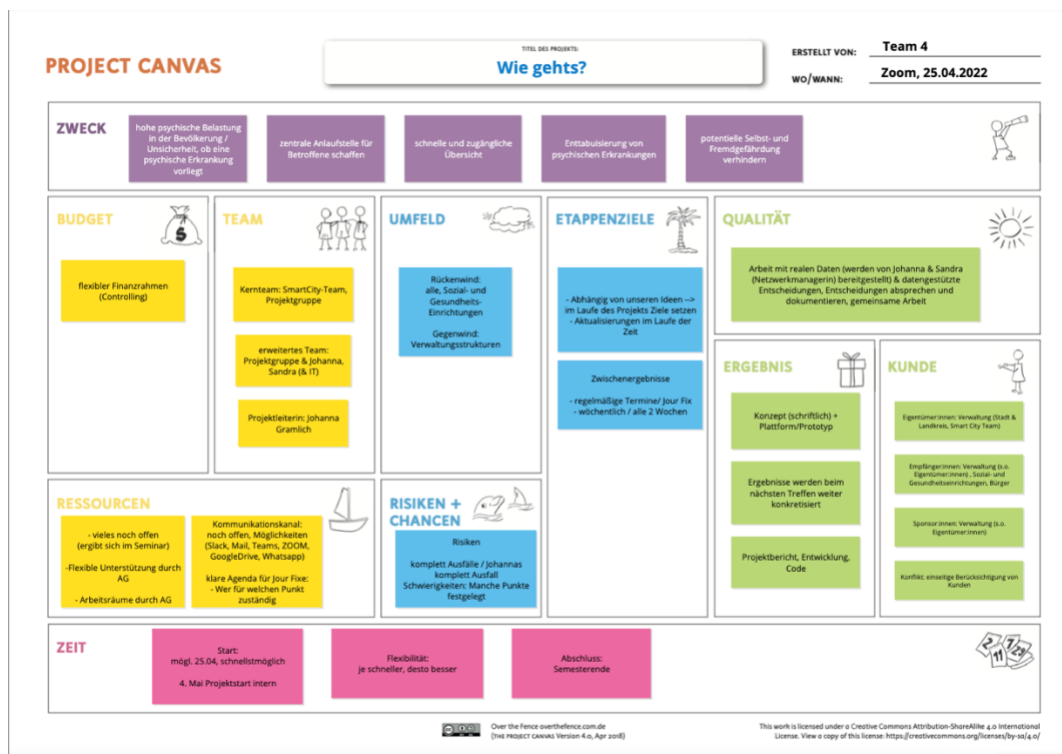 PROJECT CANVAS
TITEL DES PROJEKTS:
Wie gehts?
ERSTELLT VON:
Team 4
WO/WANN:
Zoom, 25.04.2022
ZWECK
hohe psychische Belastung
in der Bevölkerung /
Unsicherheit, ob eine
psychische Erkrankung
vorliegt
zentrale Anlaufstelle für
Betroffene schaffen
schnelle und zugängliche
Übersicht
Enttabuisierung von
psychischen Erkrankungen
potentielle Selbst- und
Fremdgefährdung
verhindern
BUDGET
$
flexibler Finanzrahmen
(Controlling)
TEAM
Kernteam: SmartCity-Team,
Projektgruppe
erweitertes Team:
Projektgruppe & Johanna,
Sandra (& IT)
Projektleiterin: Johanna
Gramlich
UMFELD
Rückenwind:
alle, Sozial- und
Gesundheits-
Einrichtungen
Gegenwind:
Verwaltungsstrukturen
ETAPPENZIELE
- Abhängig von unseren Ideen -->
im Laufe des Projekts Ziele setzen
- Aktualisierungen im Laufe der
Zeit
Zwischenergebnisse
- regelmäßige Termine/ Jour Fix
- wöchentlich / alle 2 Wochen
QUALITÄT
Arbeit mit realen Daten (werden von Johanna & Sandra
(Netzwerkmanagerin) bereitgestellt) & datengestützte
Entscheidungen, Entscheidungen absprechen und
dokumentieren, gemeinsame Arbeit
ERGEBNIS
Konzept (schriftlich) +
Plattform/Prototyp
Ergebnisse werden beim
nächsten Treffen weiter
konkretisiert
Projektbericht, Entwicklung,
Code
KUNDE
Eigentümer:innen: Verwaltung (Stadt &
Landkreis, Smart City Team)
Empfänger:innen: Verwaltung (s.o.
Eigentümer:innen) , Sozial- und
Gesundheitseinrichtungen, Bürger
Sponsor:innen: Verwaltung (s.o.
Eigentümer:innen)
Konflikt: einseitige Berücksichtigung von
Kunden
RESSOURCEN
- vieles noch offen
(ergibt sich im Seminar)
-Flexible Unterstützung durch
AG
- Arbeitsräume durch AG
Kommunikationskanal:
noch offen, Möglichkeiten
(Slack, Mail, Teams, ZOOM,
GoogleDrive, Whatsapp)
klare Agenda für Jour Fixe:
- Wer für welchen Punkt
zuständig
RISIKEN +
CHANCEN
Risiken
komplett Ausfälle / Johannas
komplett Ausfall
Schwierigkeiten: Manche Punkte
festgelegt
ZEIT
Start:
mögl. 25.04, schnellstmöglich
4. Mai Projektstart intern
Flexibilität:
je schneller, desto besser
Abschluss:
Semesterende
Over the Fence overthefence.com.de
(THE PROJECT CANVAS Version 4.0, Apr 2018)
This work is licensed under a Creative Commons Attribution-ShareAlike 4.0 International
License. View a copy of this license: https://creativecommons.org/licenses/by-sa/4.0/